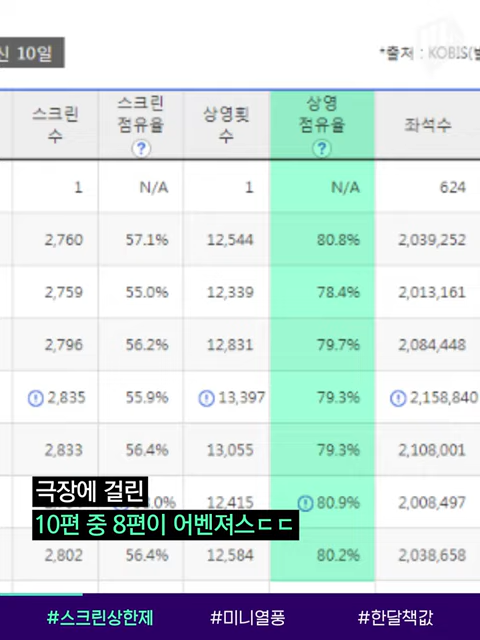 신 10일
*출처 : KOBIS(
스크린 수 스크린 점유율 상영횟수 상영 점유율 좌석수
? ?
1 N/A 1 N/A 624
2,760 57.1% 12,544 80.8% 2,039,252
2,759 55.0% 12,339 78.4% 2,013,161
2,796 56.2% 12,831 79.7% 2,084,448
2,835 55.9% 13,397 79.3% 2,158,840
2,833 56.4% 13,055 79.3% 2,108,001
.0% 12,415 80.9% 2,008,497
극장에 걸린
10편 중 8편이 어벤져스ㄷㄷ
2,802 56.4% 12,584 80.2% 2,038,658
#스크린상한제 #미니열풍 #한달책값